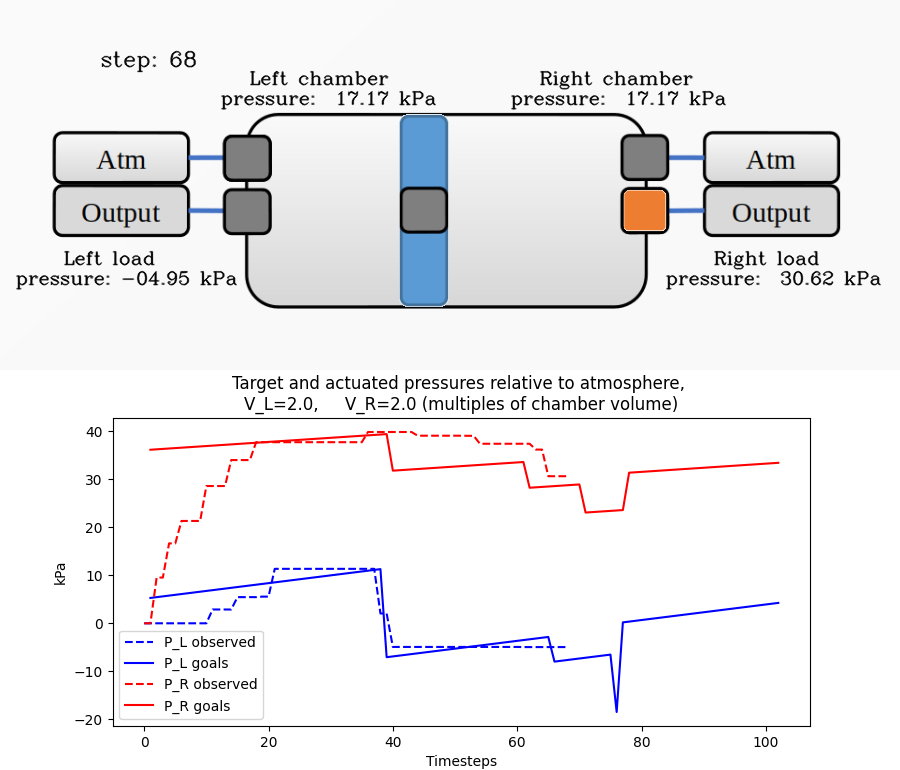 step: 68
Left chamber
pressure: 17.17 kPa
Right chamber
pressure: 17.17 kPa
Atm
Output
Atm
Output
Left load
pressure: −04.95 kPa
Right load
pressure: 30.62 kPa
Target and actuated pressures relative to atmosphere,
V_L=2.0, V_R=2.0 (multiples of chamber volume)
kPa
40
30
20
10
0
−10
−20
P_L observed
P_L goals
P_R observed
P_R goals
0 20 40 60 80 100
Timesteps